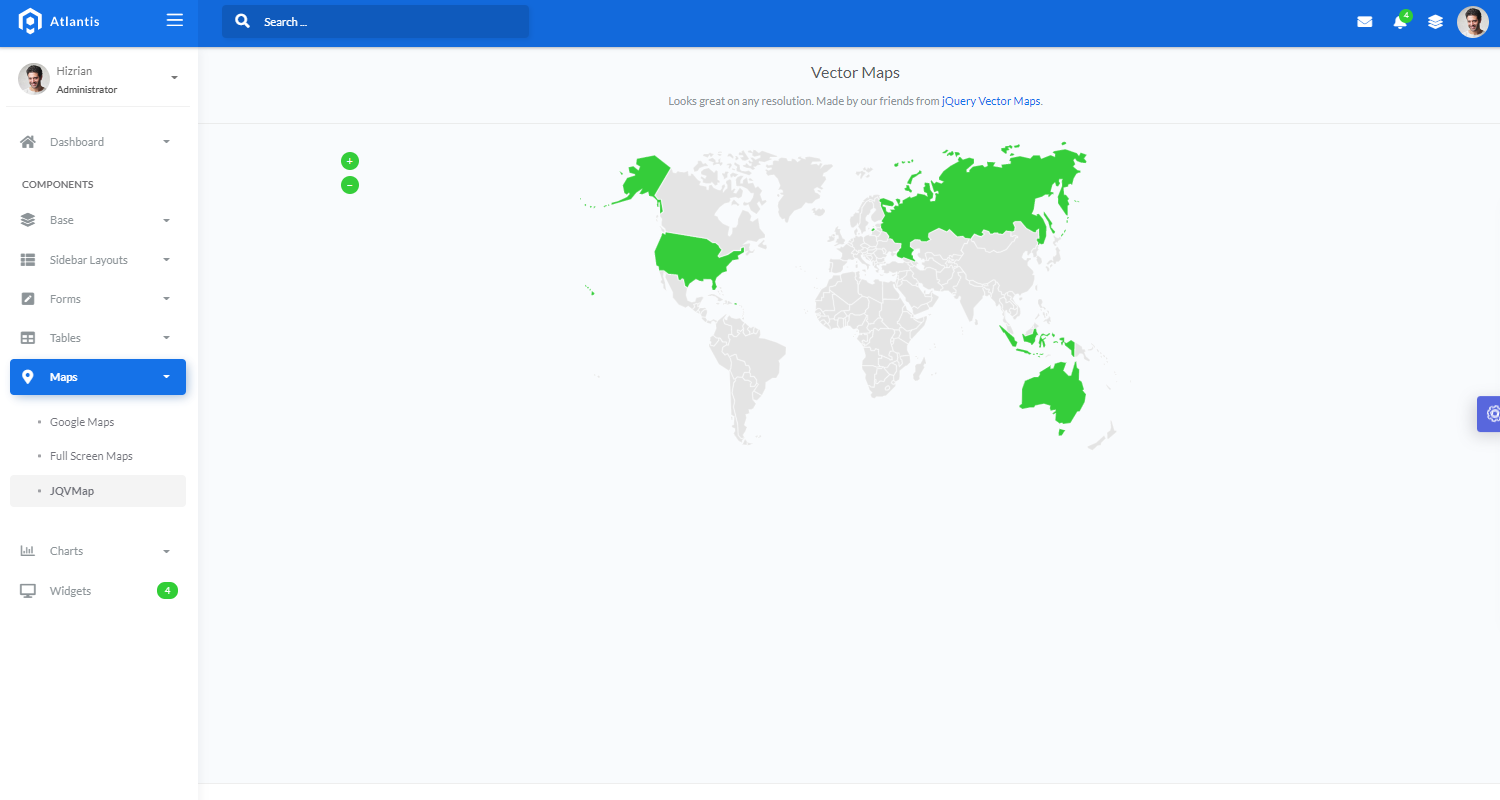 Atlantis
Search ...
4
Hizrian
Administrator
Dashboard
COMPONENTS
Base
Sidebar Layouts
Forms
Tables
Maps
Google Maps
Full Screen Maps
JQVMap
Charts
Widgets
4
Vector Maps
Looks great on any resolution. Made by our friends from jQuery Vector Maps.
+
−